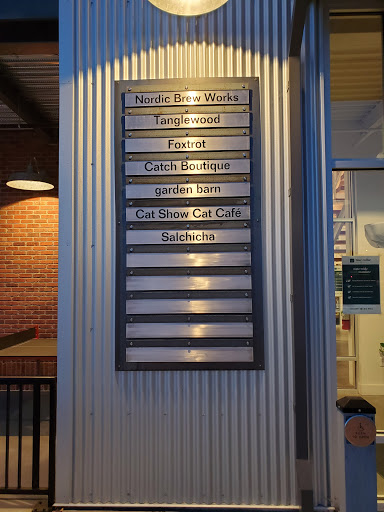 Nordic Brew Works
Tanglewood
Foxtrot
Catch Boutique
garden barn
Cat Show Cat Café
Salchicha